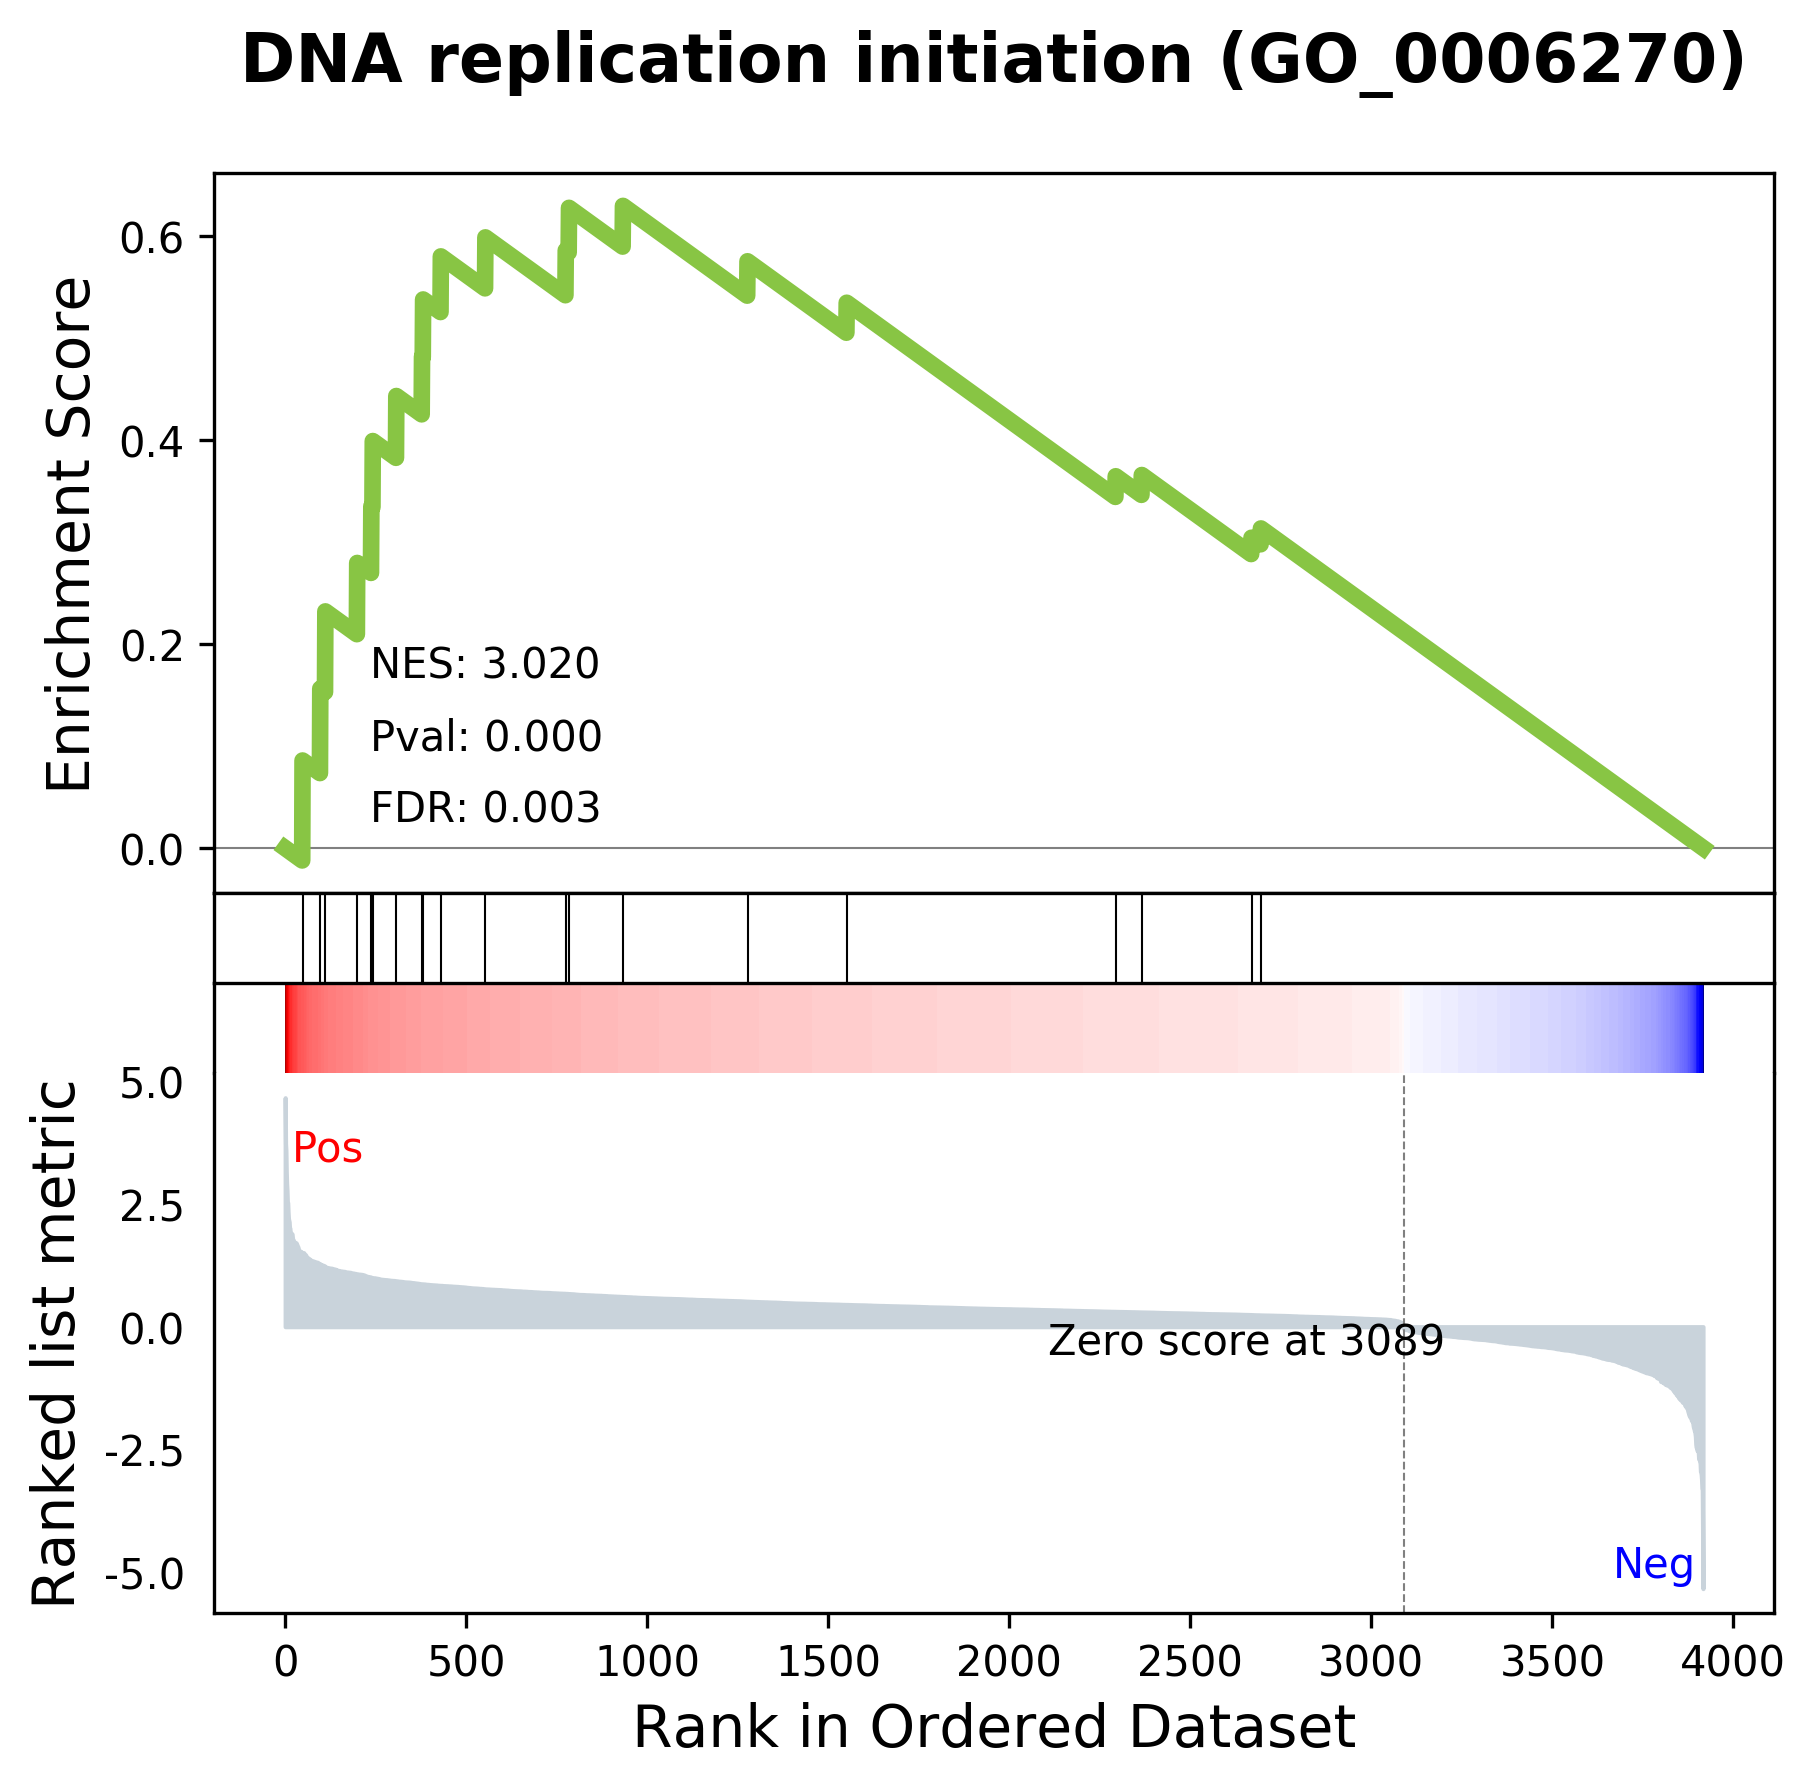 DNA replication initiation (GO_0006270)
Enrichment Score
0.6
0.4
0.2
0.0
NES: 3.020
Pval: 0.000
FDR: 0.003
Ranked list metric
5.0
2.5
0.0
-2.5
-5.0
Pos
Zero score at 3089
Neg
0 500 1000 1500 2000 2500 3000 3500 4000
Rank in Ordered Dataset